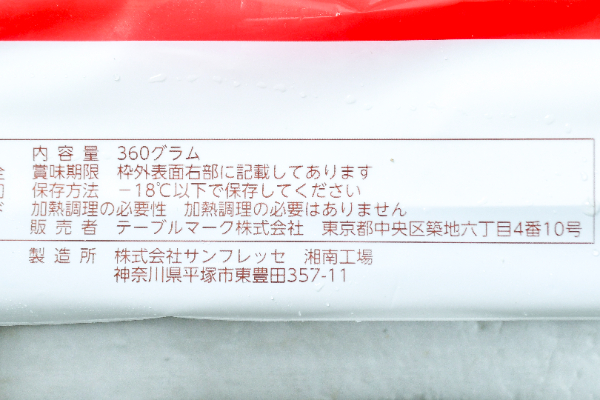 内容量 360グラム
賞味期限 枠外表面右部に記載してあります
保存方法 －18℃以下で保存してください
加熱調理の必要性 加熱調理の必要はありません
販売者 テーブルマーク株式会社 東京都中央区築地六丁目4番10号
製造所 株式会社サンフレッセ 湘南工場
神奈川県平塚市東豊田357-11